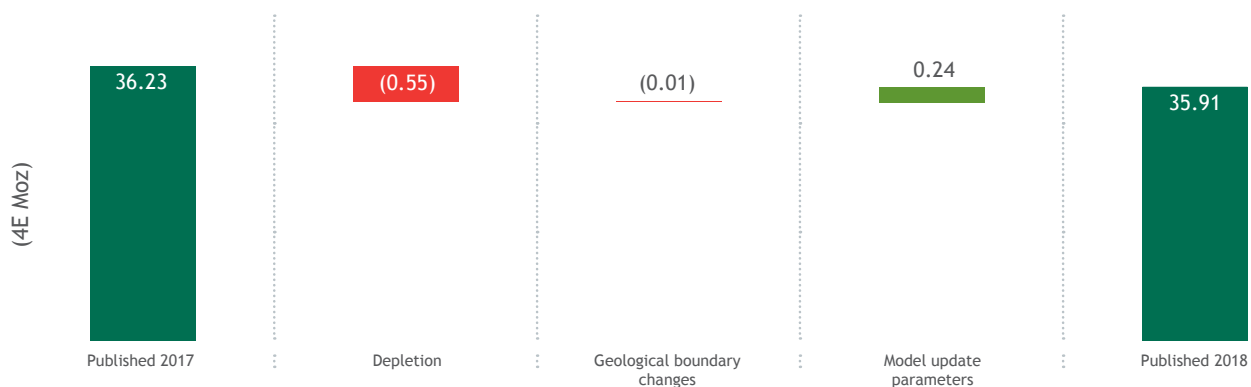 36.23
(0.55)
(0.01)
0.24
35.91
(4E Moz)
Published 2017
Depletion
Geological boundary
changes
Model update
parameters
Published 2018